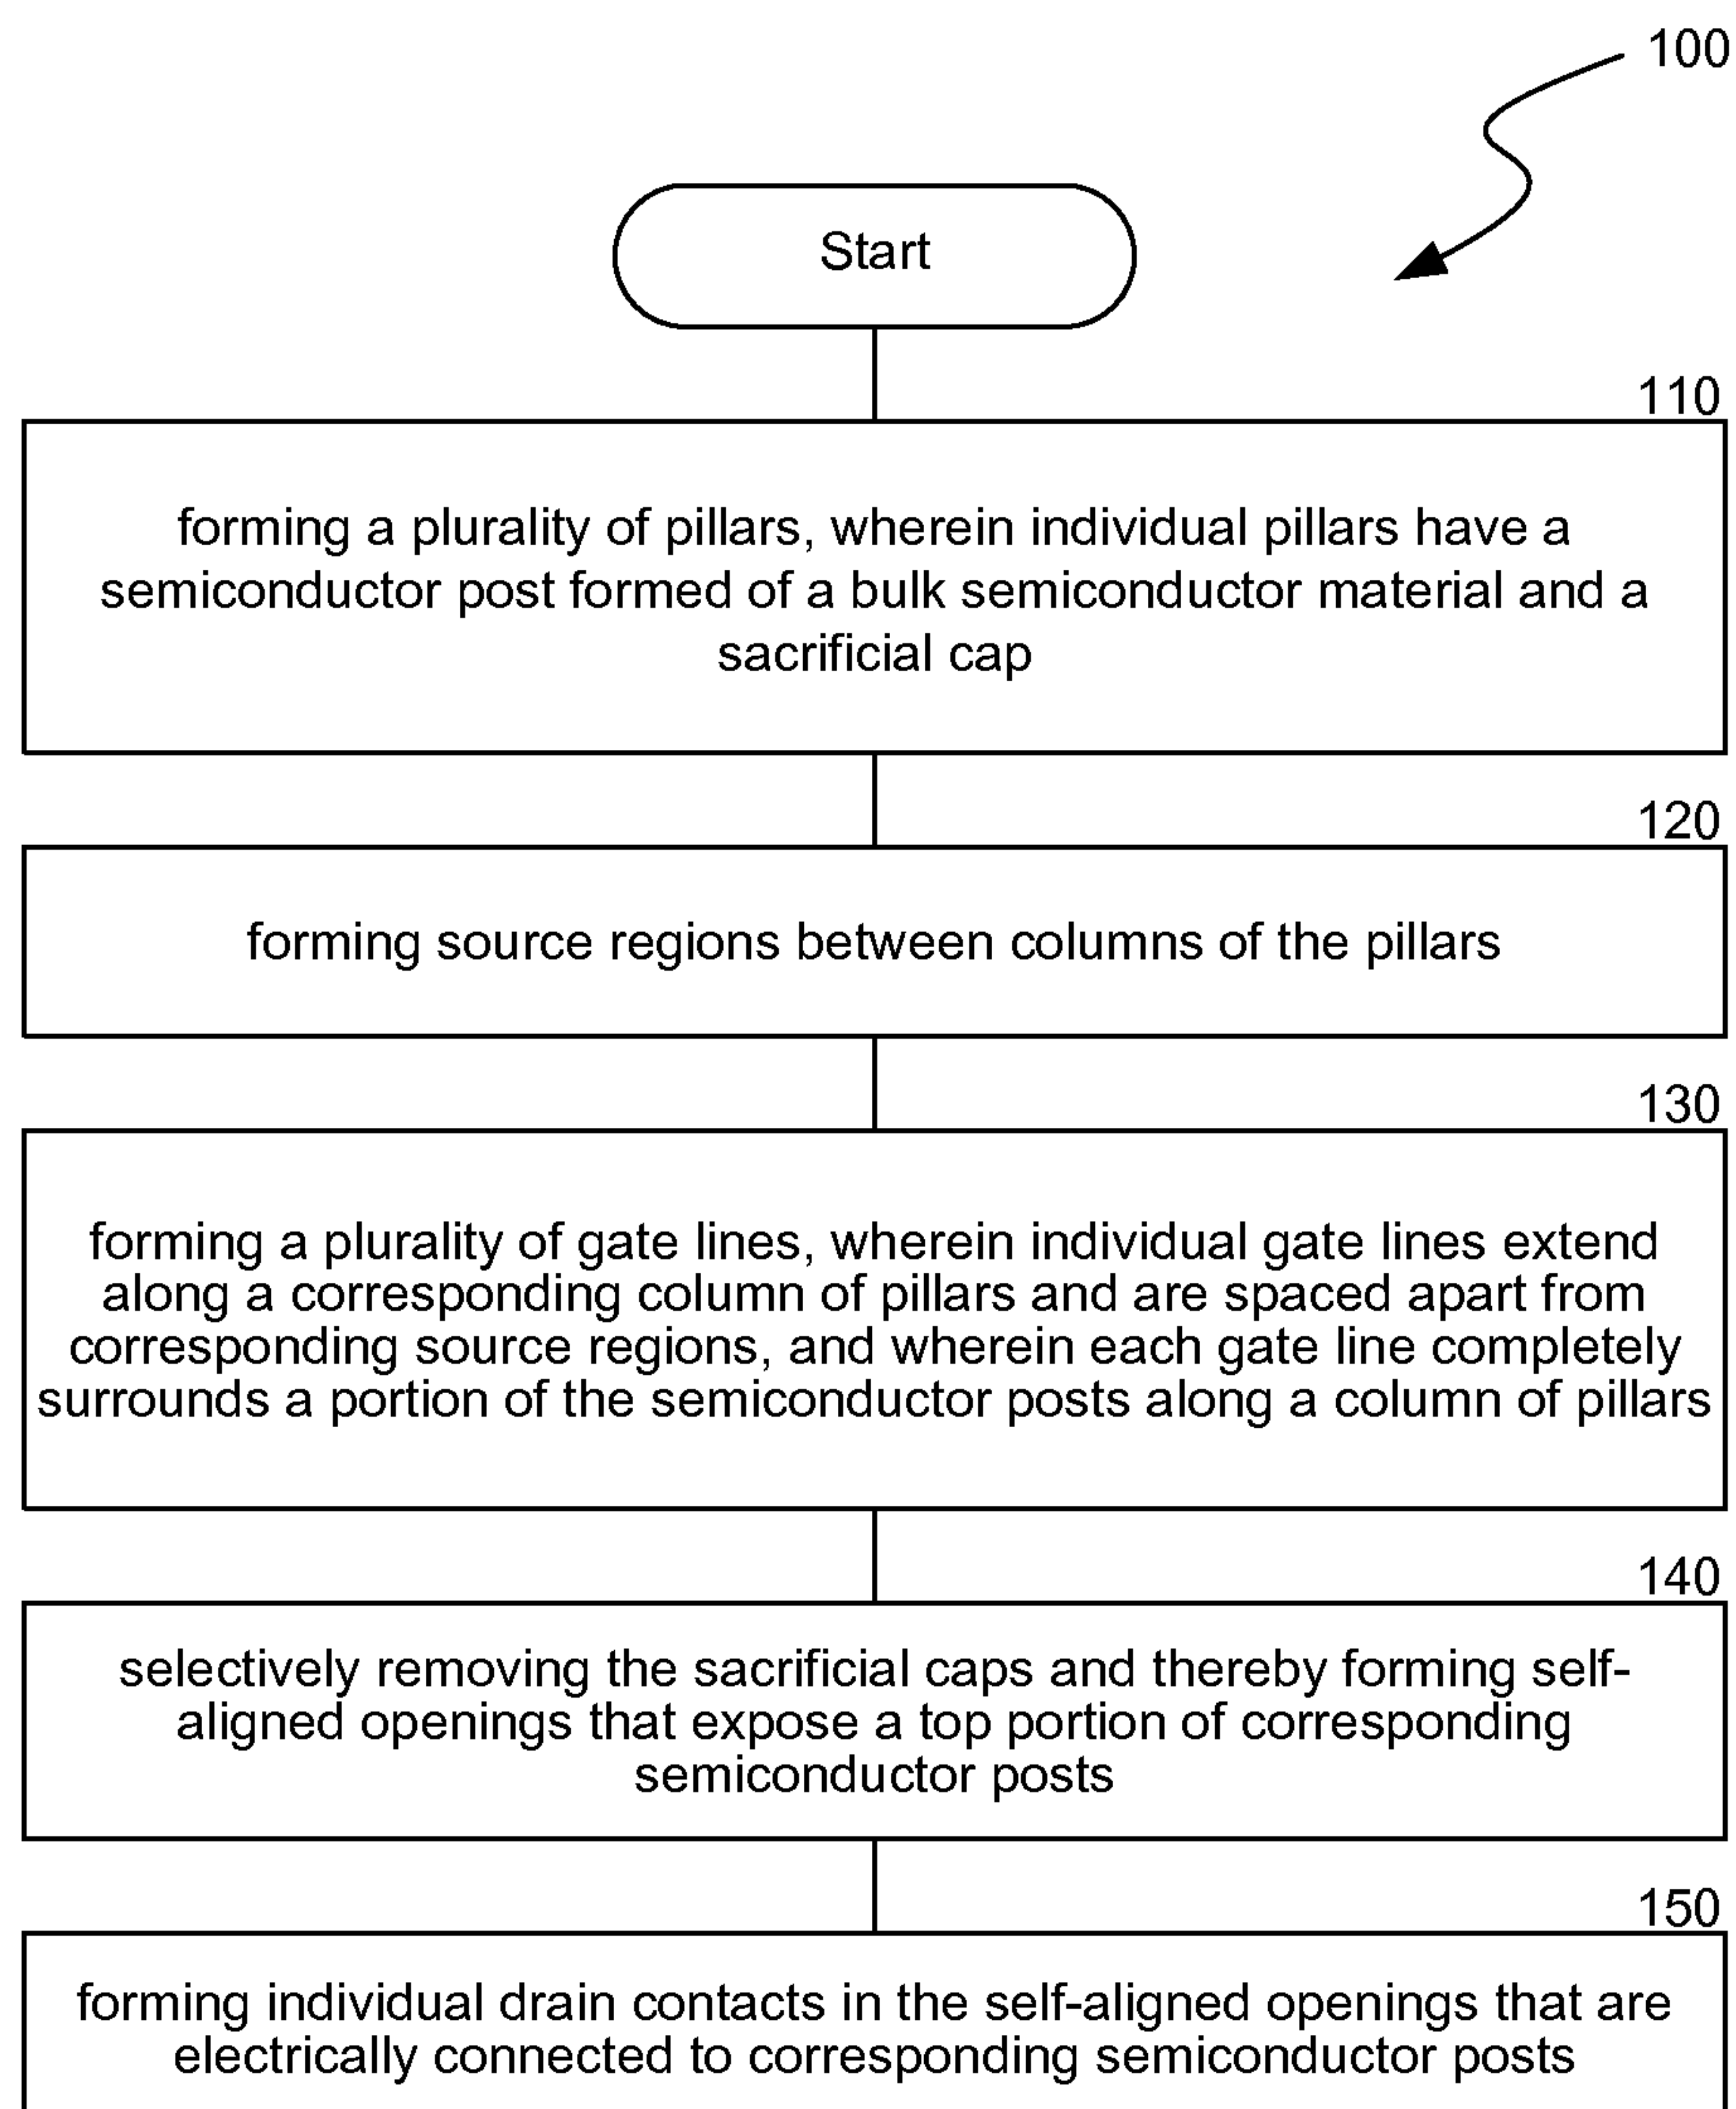 100
Start
110
forming a plurality of pillars, wherein individual pillars have a
semiconductor post formed of a bulk semiconductor material and a
sacrificial cap
120
forming source regions between columns of the pillars
130
forming a plurality of gate lines, wherein individual gate lines extend
along a corresponding column of pillars and are spaced apart from
corresponding source regions, and wherein each gate line completely
surrounds a portion of the semiconductor posts along a column of pillars
140
selectively removing the sacrificial caps and thereby forming self-
aligned openings that expose a top portion of corresponding
semiconductor posts
150
forming individual drain contacts in the self-aligned openings that are
electrically connected to corresponding semiconductor posts